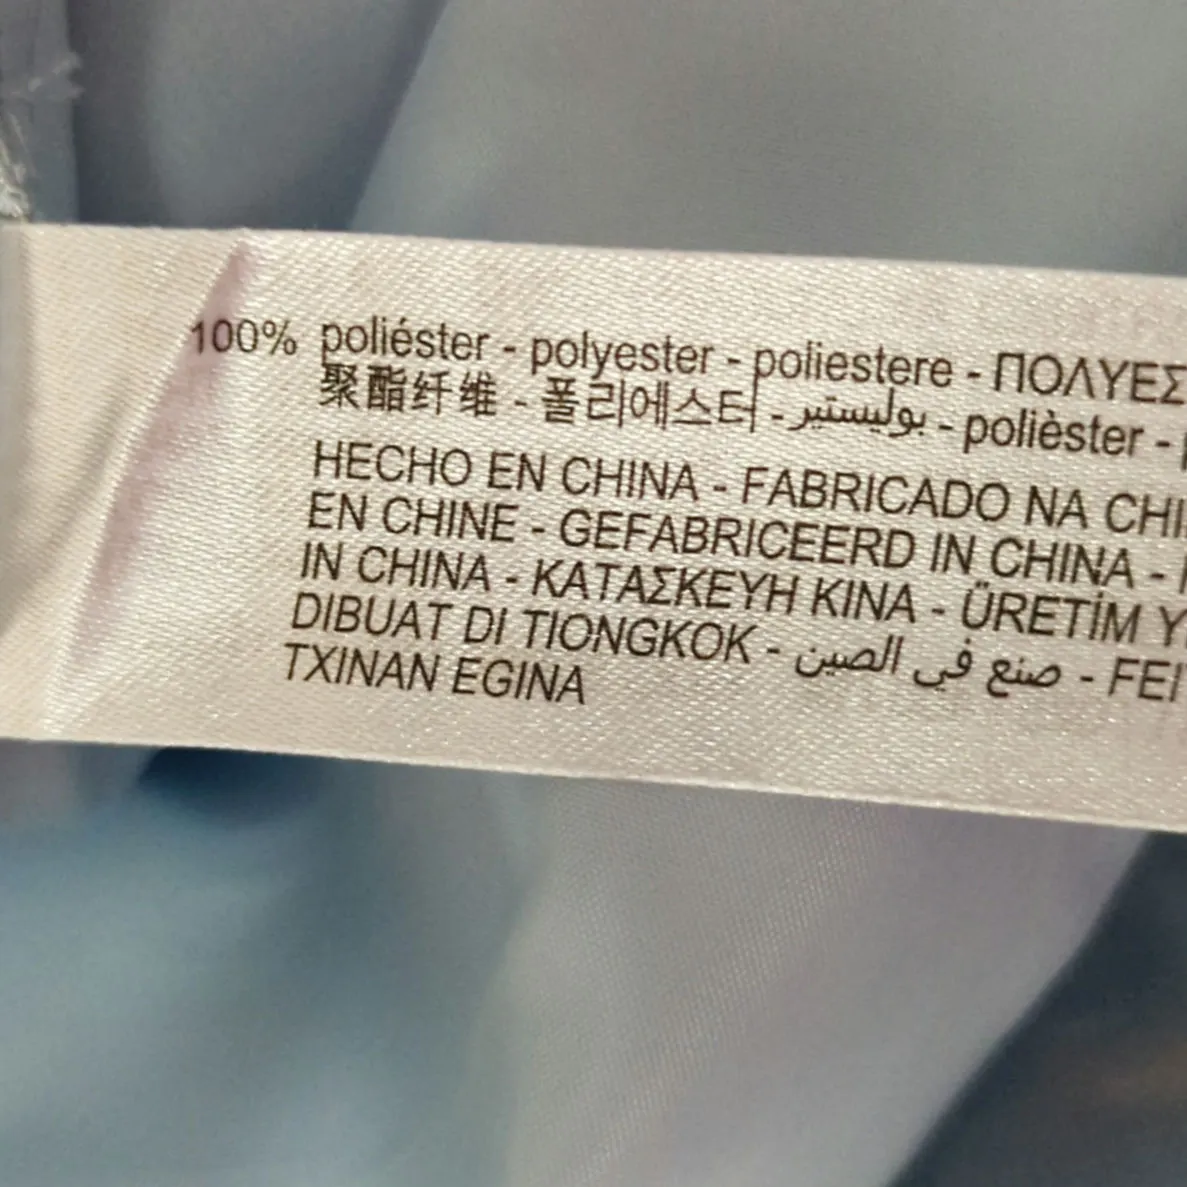 100% poliéster - polyester - poliestere - ΠΟΛΥΕΣ
聚酯纤维 - 폴리에스터 - بوليستير - polièster -
HECHO EN CHINA - FABRICADO NA CHI
EN CHINE - GEFABRICEERD IN CHINA -
IN CHINA - ΚΑΤΑΣΚΕΥΗ ΚΙΝΑ - ÜRETİM Y
DIBUAT DI TIONGKOK - صنع في الصين - FEI
TXINAN EGINA